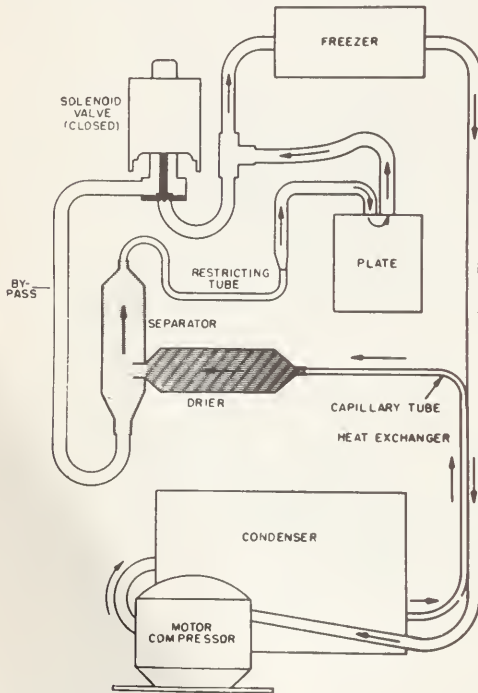 FREEZER
SOLENOID
VALVE
(CLOSED)
RESTRICTING
TUBE
PLATE
BY-
PASS
SEPARATOR
DRIER
CAPILLARY TUBE
HEAT EXCHANGER
CONDENSER
MOTOR
COMPRESSOR